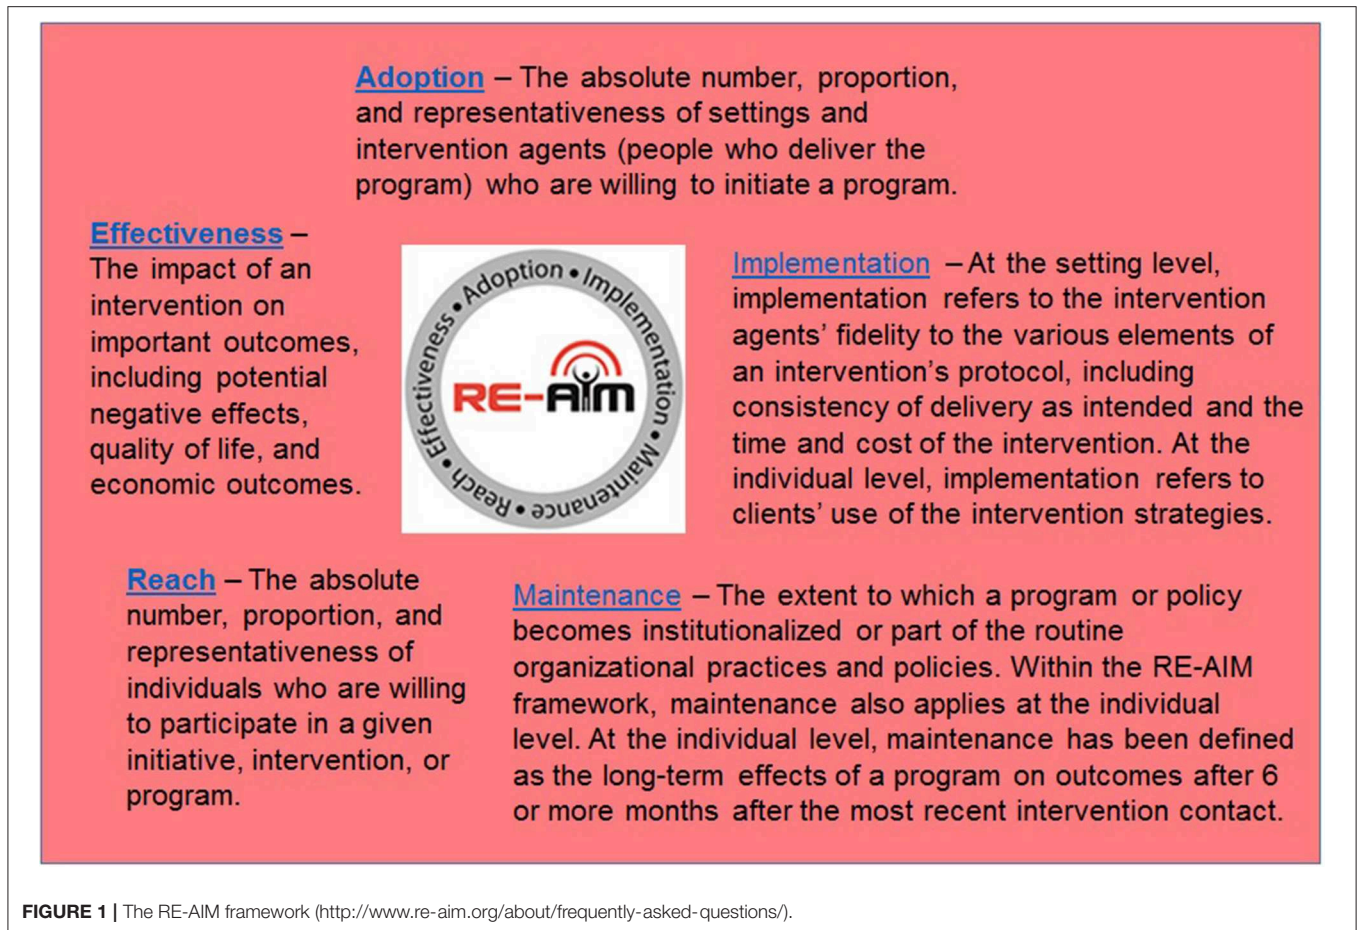 Adoption – The absolute number, proportion,
and representativeness of settings and
intervention agents (people who deliver the
program) who are willing to initiate a program.
Effectiveness –
The impact of an
intervention on
important outcomes,
including potential
negative effects,
quality of life, and
economic outcomes.
Reach • Effectiveness • Adoption • Implementation • Maintenance •
RE-AIM
Implementation – At the setting level,
implementation refers to the intervention
agents’ fidelity to the various elements of
an intervention’s protocol, including
consistency of delivery as intended and the
time and cost of the intervention. At the
individual level, implementation refers to
clients’ use of the intervention strategies.
Reach – The absolute
number, proportion, and
representativeness of
individuals who are willing
to participate in a given
initiative, intervention, or
program.
Maintenance – The extent to which a program or policy
becomes institutionalized or part of the routine
organizational practices and policies. Within the RE-AIM
framework, maintenance also applies at the individual
level. At the individual level, maintenance has been defined
as the long-term effects of a program on outcomes after 6
or more months after the most recent intervention contact.
FIGURE 1 | The RE-AIM framework (http://www.re-aim.org/about/frequently-asked-questions/).